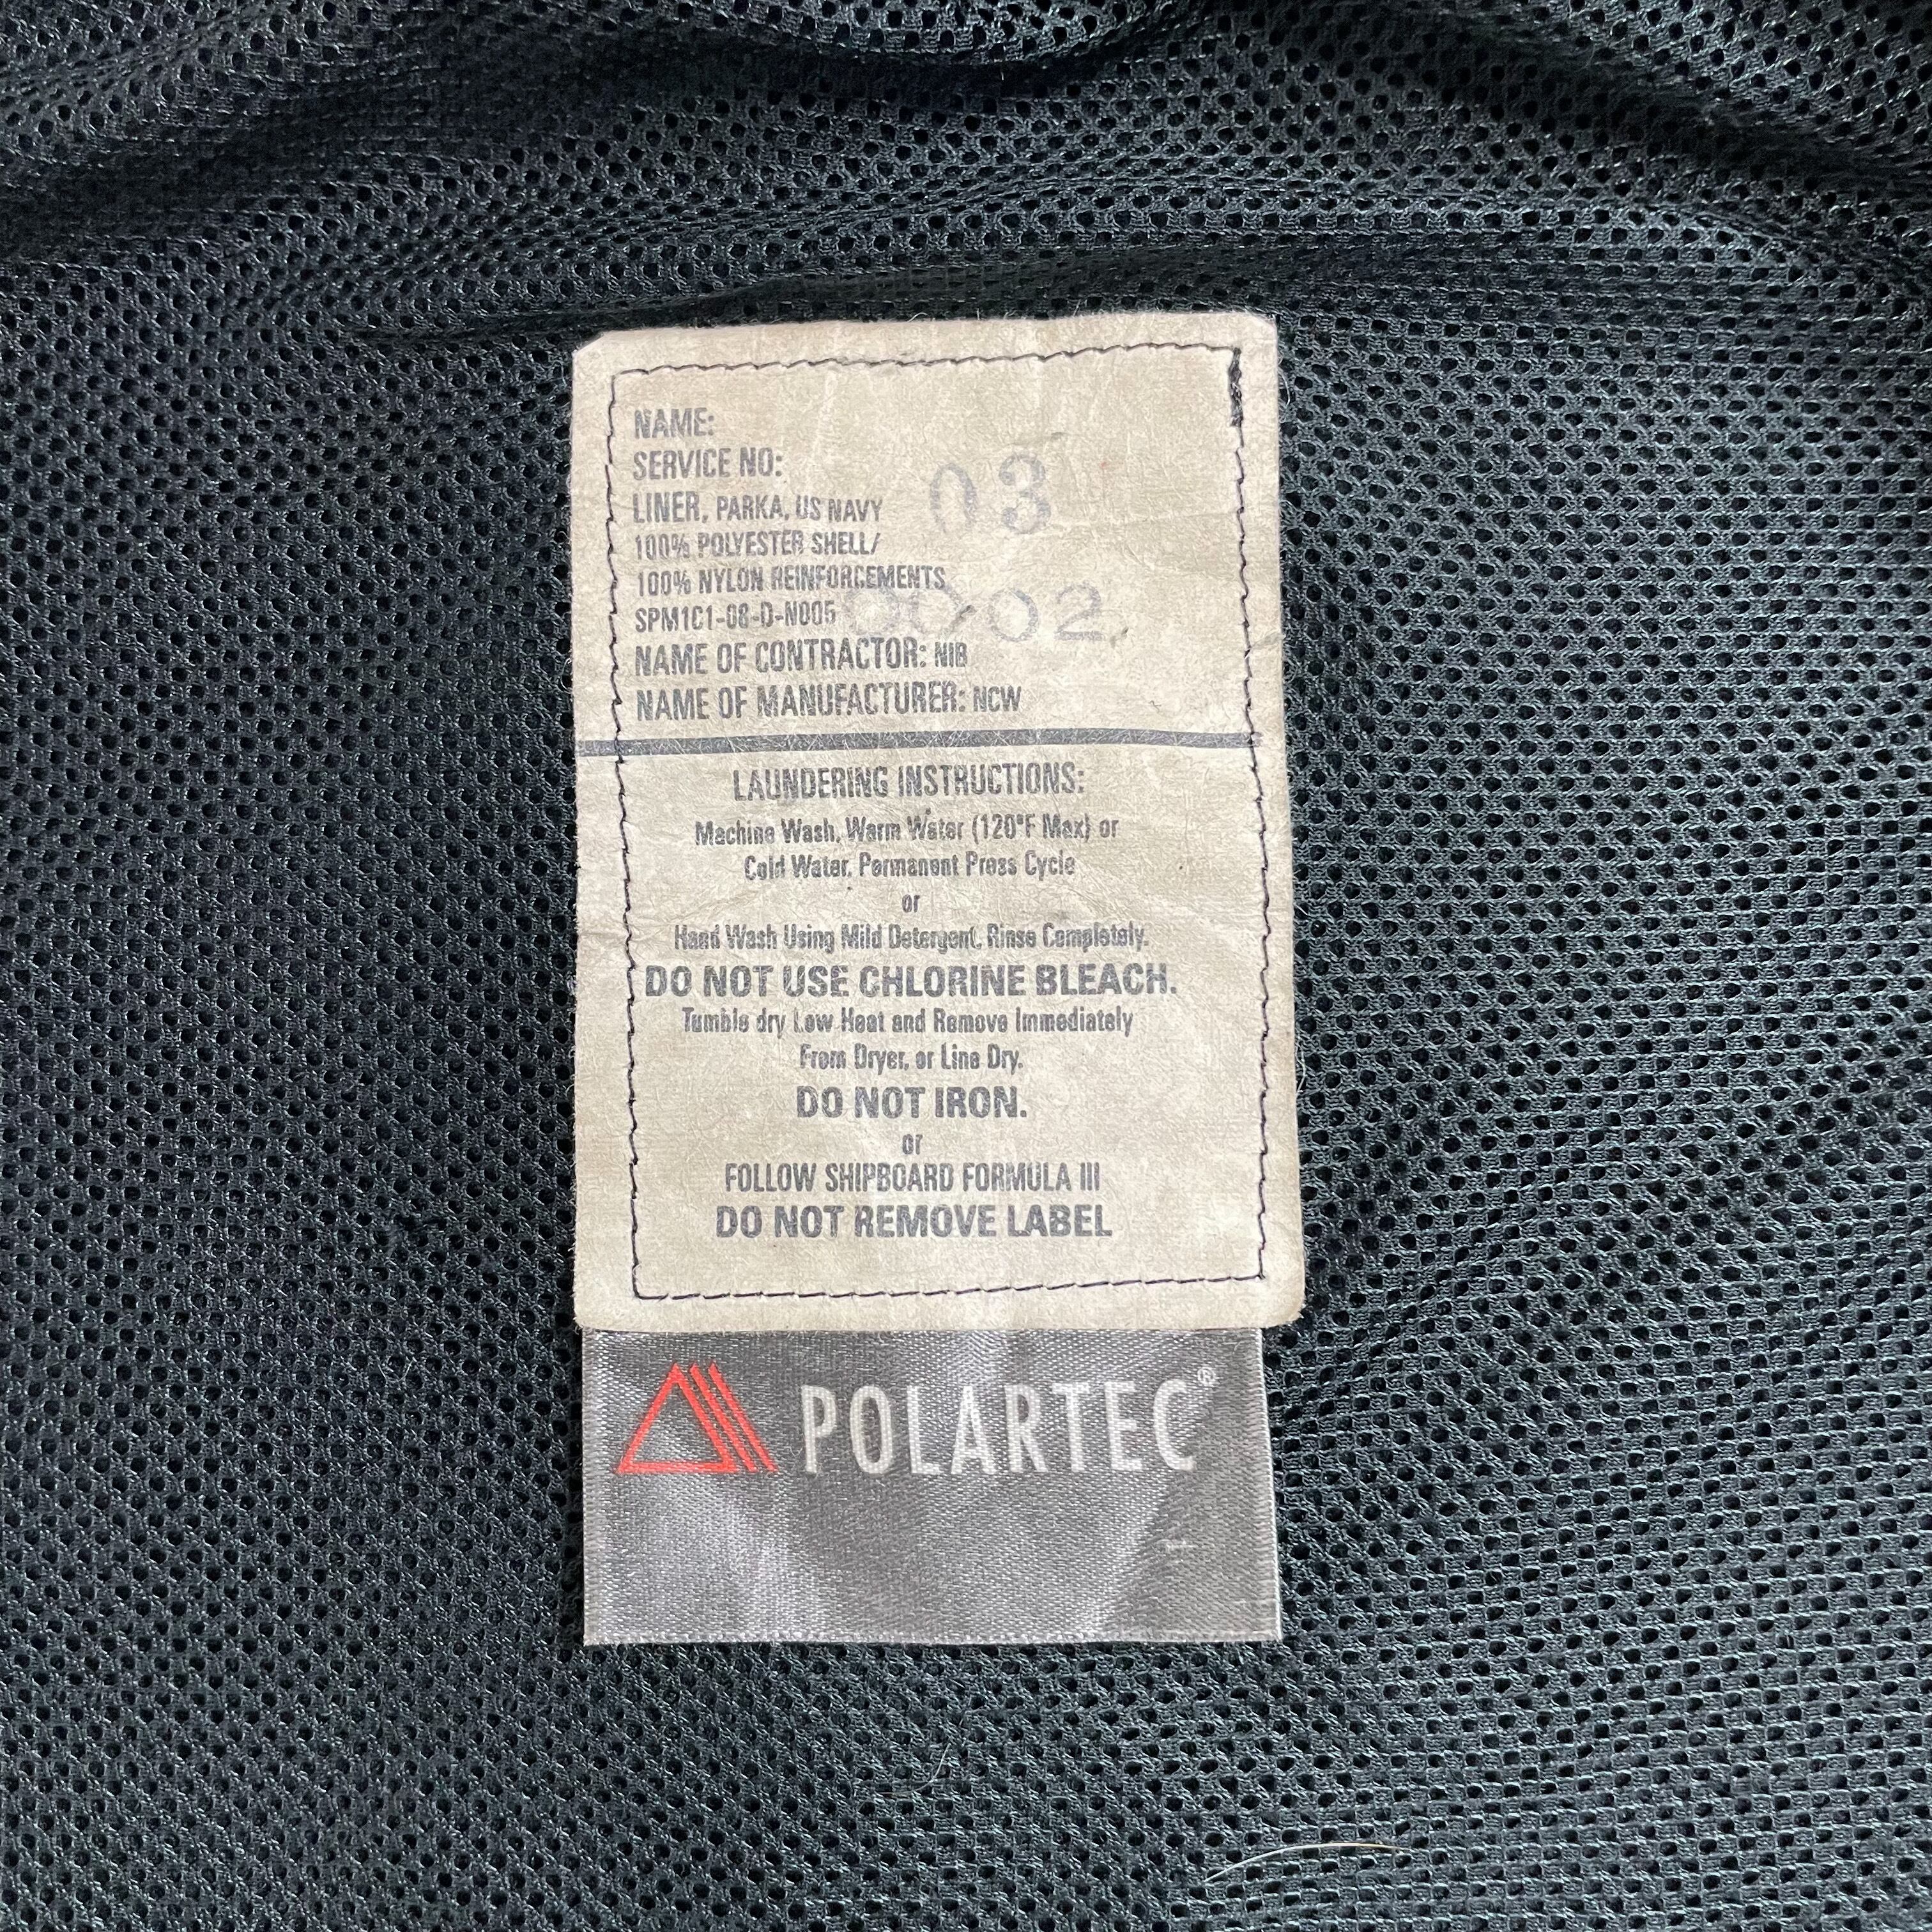 NAME:
SERVICE NO:
LINER, PARKA, US NAVY
03
100% POLYESTER SHELL/
100% NYLON REINFORCEMENTS
SPM1C1-08-D-N005
0002
NAME OF CONTRACTOR: NIB
NAME OF MANUFACTURER: NCW
LAUNDERING INSTRUCTIONS:
Machine Wash, Warm Water (120°F Max) or
Cold Water, Permanent Press Cycle
or
Hand Wash Using Mild Detergent, Rinse Completely.
DO NOT USE CHLORINE BLEACH.
Tumble dry Low Heat and Remove Immediately
From Dryer, or Line Dry.
DO NOT IRON.
or
FOLLOW SHIPBOARD FORMULA III
DO NOT REMOVE LABEL
POLARTEC®